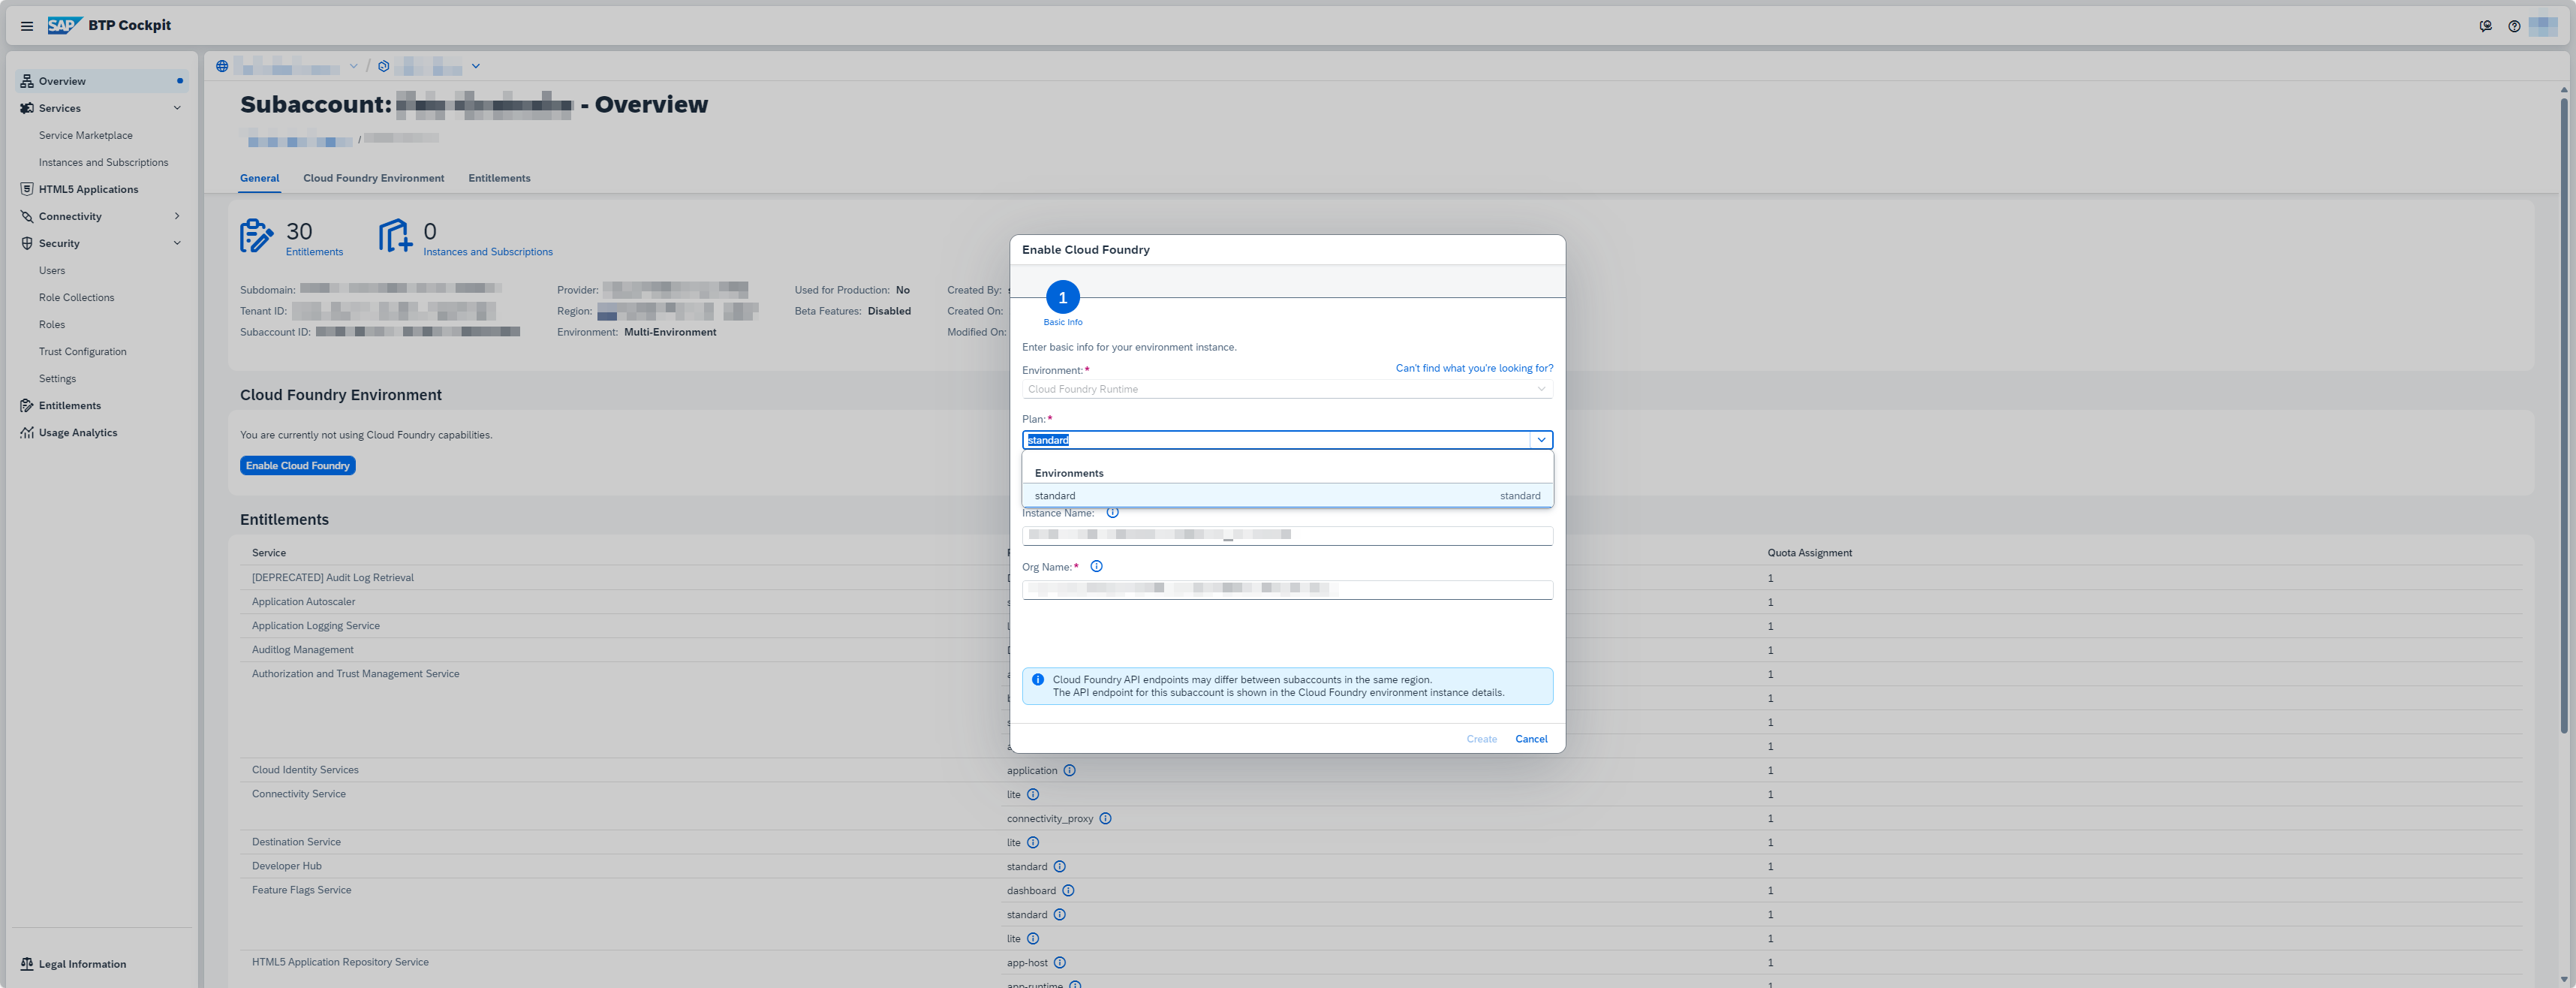 SAP BTP Cockpit
Overview
Services
Service Marketplace
Instances and Subscriptions
HTML5 Applications
Connectivity
Security
Users
Role Collections
Roles
Trust Configuration
Settings
Entitlements
Usage Analytics
Legal Information
/
Subaccount: - Overview
/
General Cloud Foundry Environment Entitlements
30
Entitlements
0
Instances and Subscriptions
Subdomain:
Tenant ID:
Subaccount ID:
Provider:
Region:
Environment: Multi-Environment
Used for Production: No
Beta Features: Disabled
Created By:
Created On:
Modified On:
Cloud Foundry Environment
You are currently not using Cloud Foundry capabilities.
Enable Cloud Foundry
Entitlements
Service Quota Assignment
[DEPRECATED] Audit Log Retrieval 1
Application Autoscaler 1
Application Logging Service 1
Auditlog Management 1
Authorization and Trust Management Service 1
1
1
1
Cloud Identity Services application 1
Connectivity Service lite 1
connectivity_proxy 1
Destination Service lite 1
Developer Hub standard 1
Feature Flags Service dashboard 1
standard 1
lite 1
HTML5 Application Repository Service app-host 1
app-runtime 1
Enable Cloud Foundry
1
Basic Info
Enter basic info for your environment instance.
Environment:* Can't find what you're looking for?
Cloud Foundry Runtime
Plan:*
standard
Environments
standard standard
Instance Name:
Org Name:*
Cloud Foundry API endpoints may differ between subaccounts in the same region.
The API endpoint for this subaccount is shown in the Cloud Foundry environment instance details.
Create Cancel